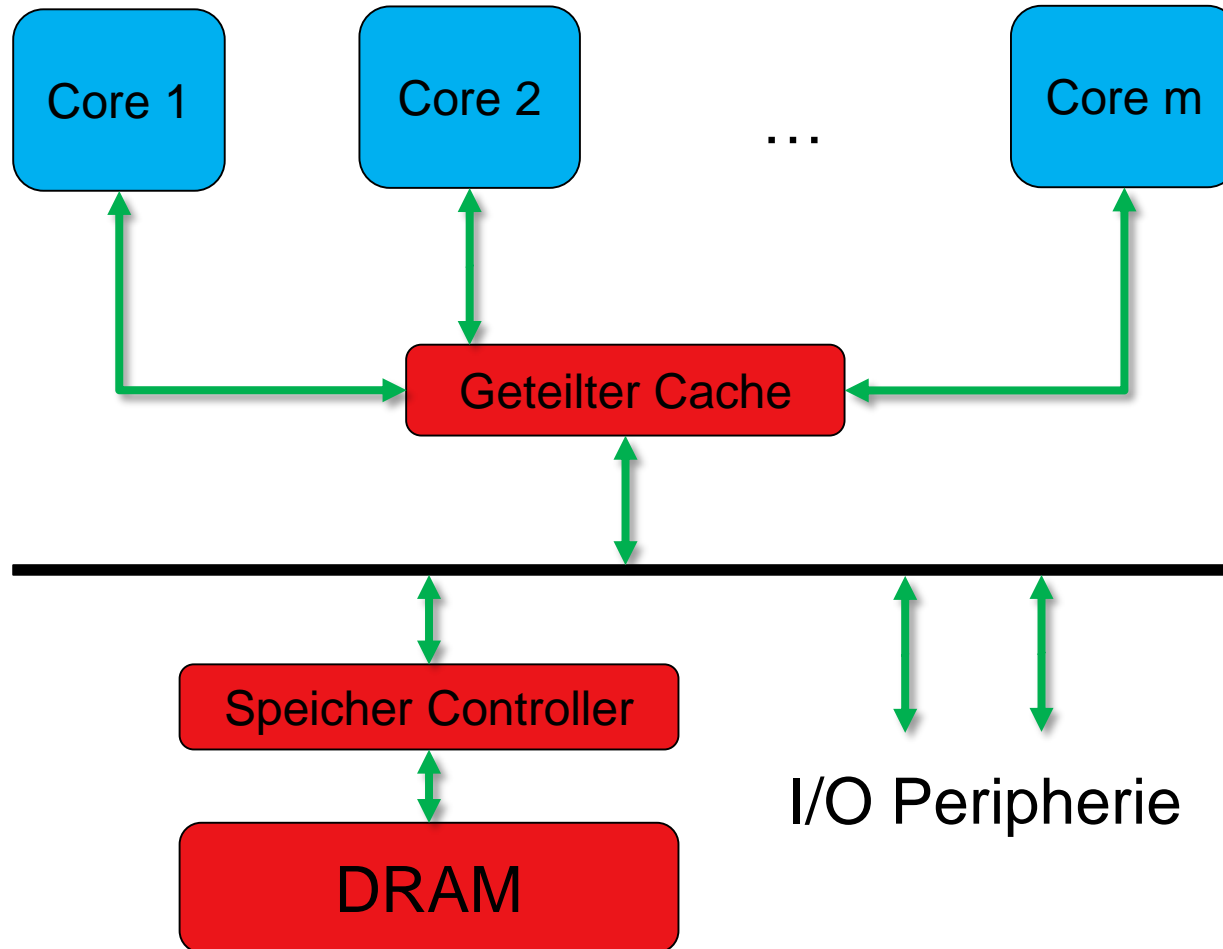 Core 1
Core 2
…
Core m
Geteilter Cache
Speicher Controller
I/O Peripherie
DRAM